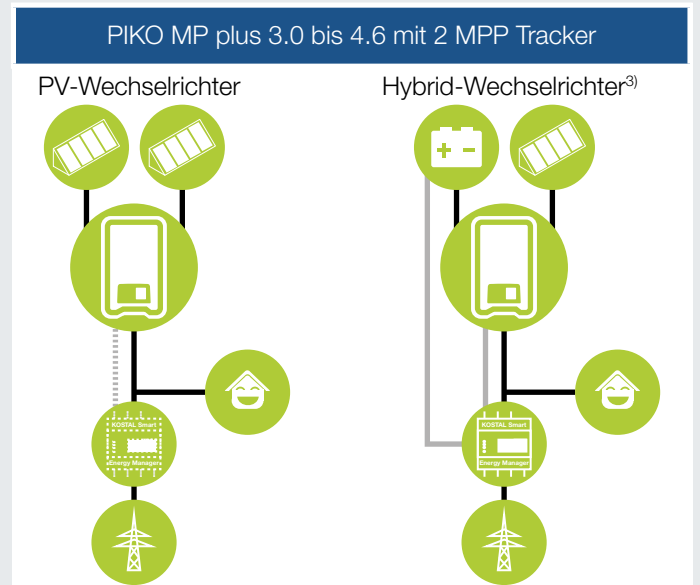 PIKO MP plus 3.0 bis 4.6 mit 2 MPP Tracker
PV-Wechselrichter
Hybrid-Wechselrichter3)
KOSTAL Smart
Energy Manager
KOSTAL Smart
Energy Manager